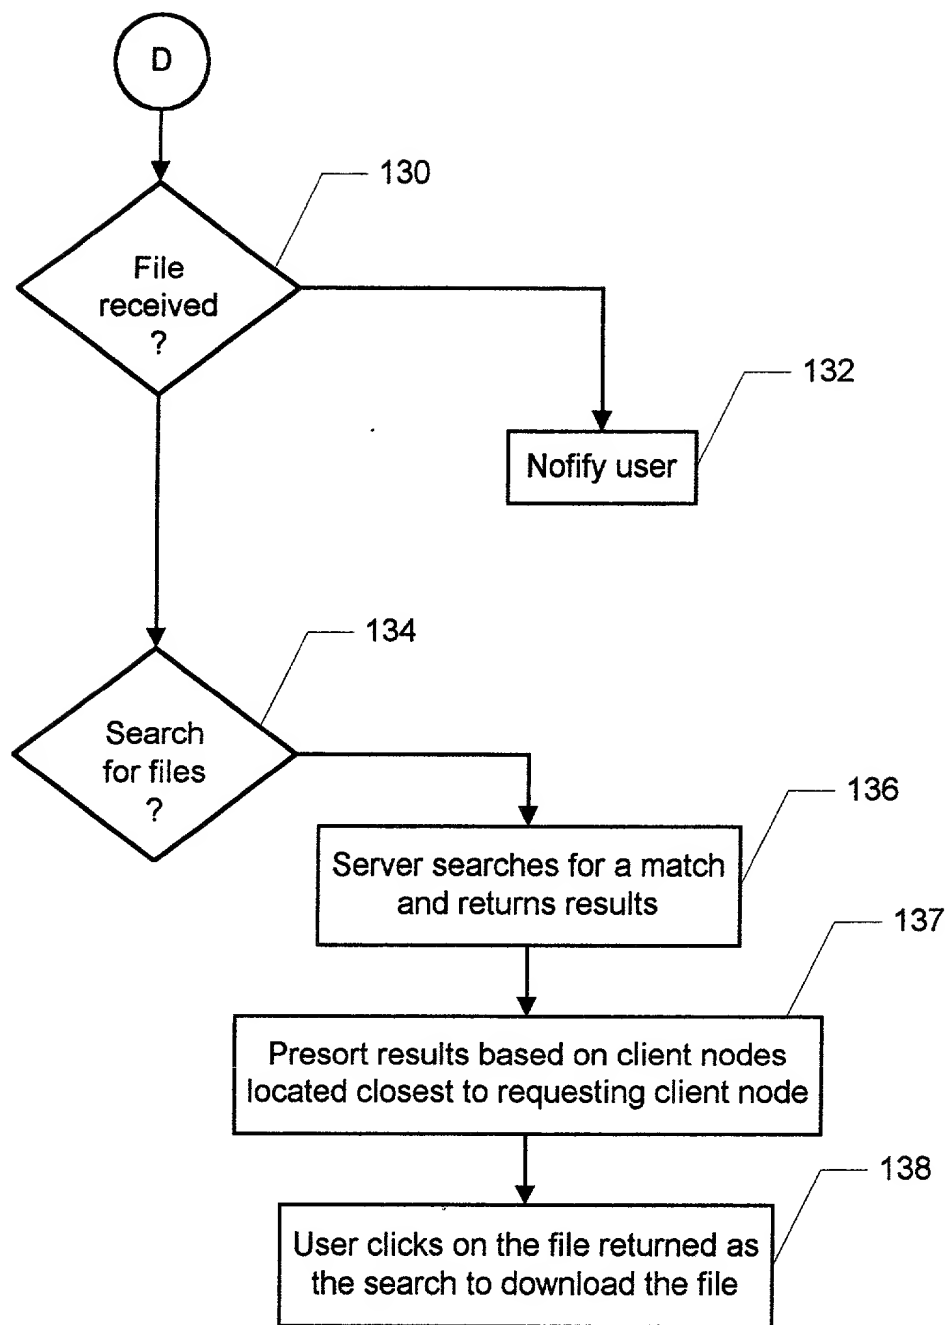 D
130
File
received
?
132
Nofify user
134
Search
for files
?
136
Server searches for a match
and returns results
137
Presort results based on client nodes
located closest to requesting client node
138
User clicks on the file returned as
the search to download the file